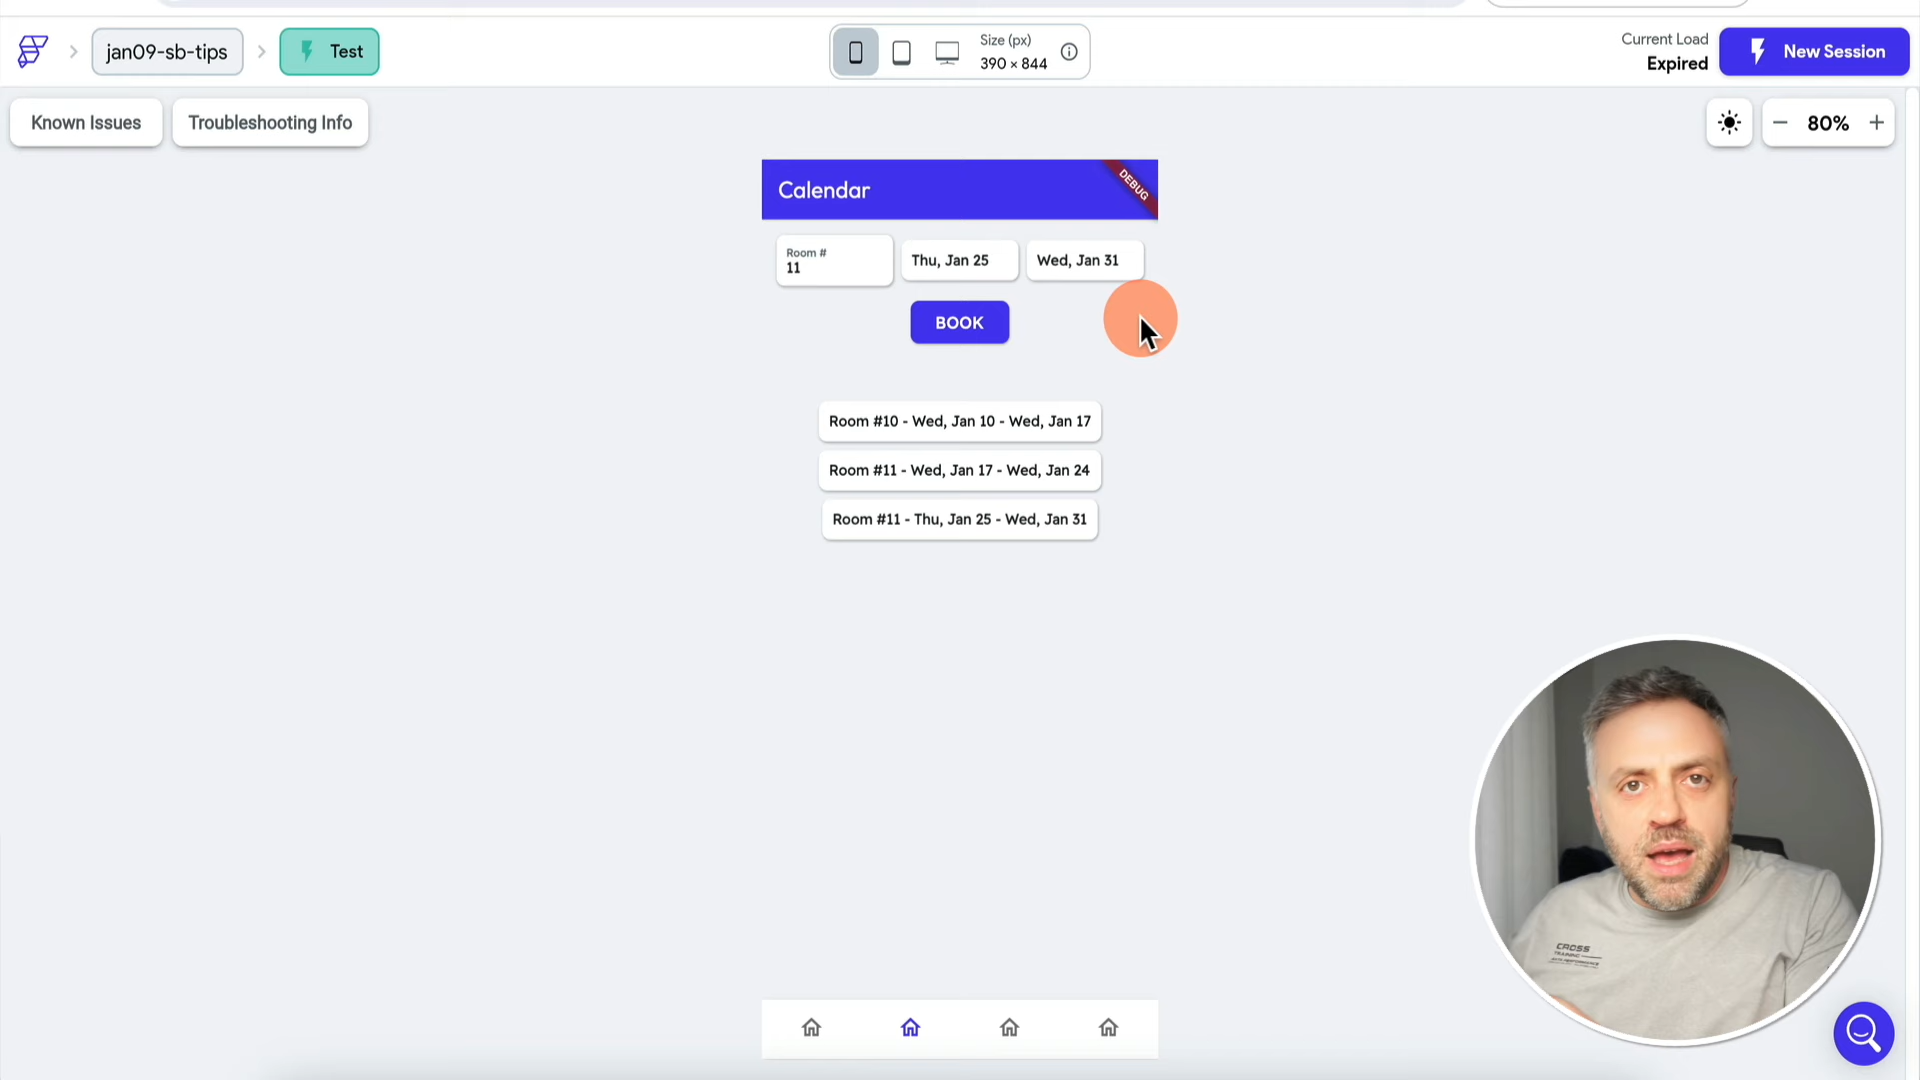 jan09-sb-tips
Test
Size (px)
390 × 844
Current Load
Expired
New Session
Known Issues
Troubleshooting Info
80%
Calendar
DEBUG
Room #
11
Thu, Jan 25
Wed, Jan 31
BOOK
Room #10 - Wed, Jan 10 - Wed, Jan 17
Room #11 - Wed, Jan 17 - Wed, Jan 24
Room #11 - Thu, Jan 25 - Wed, Jan 31
CROSS
TRAINING